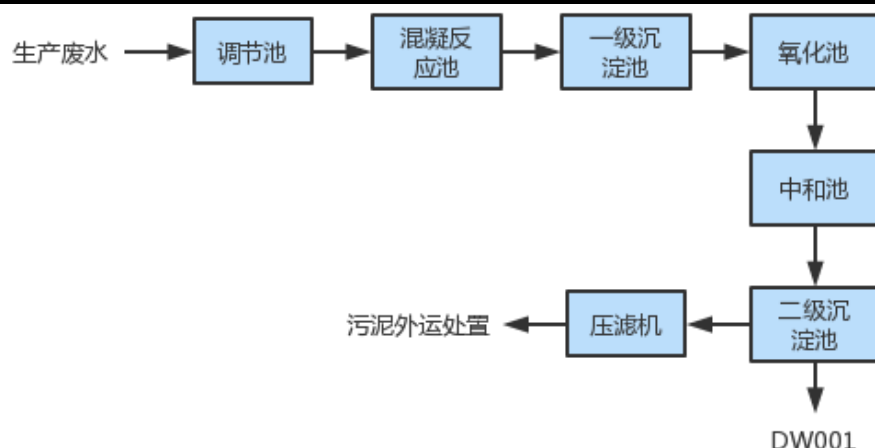 生产废水
调节池
混凝反
应池
一级沉
淀池
氧化池
中和池
二级沉
淀池
压滤机
污泥外运处置
DW001